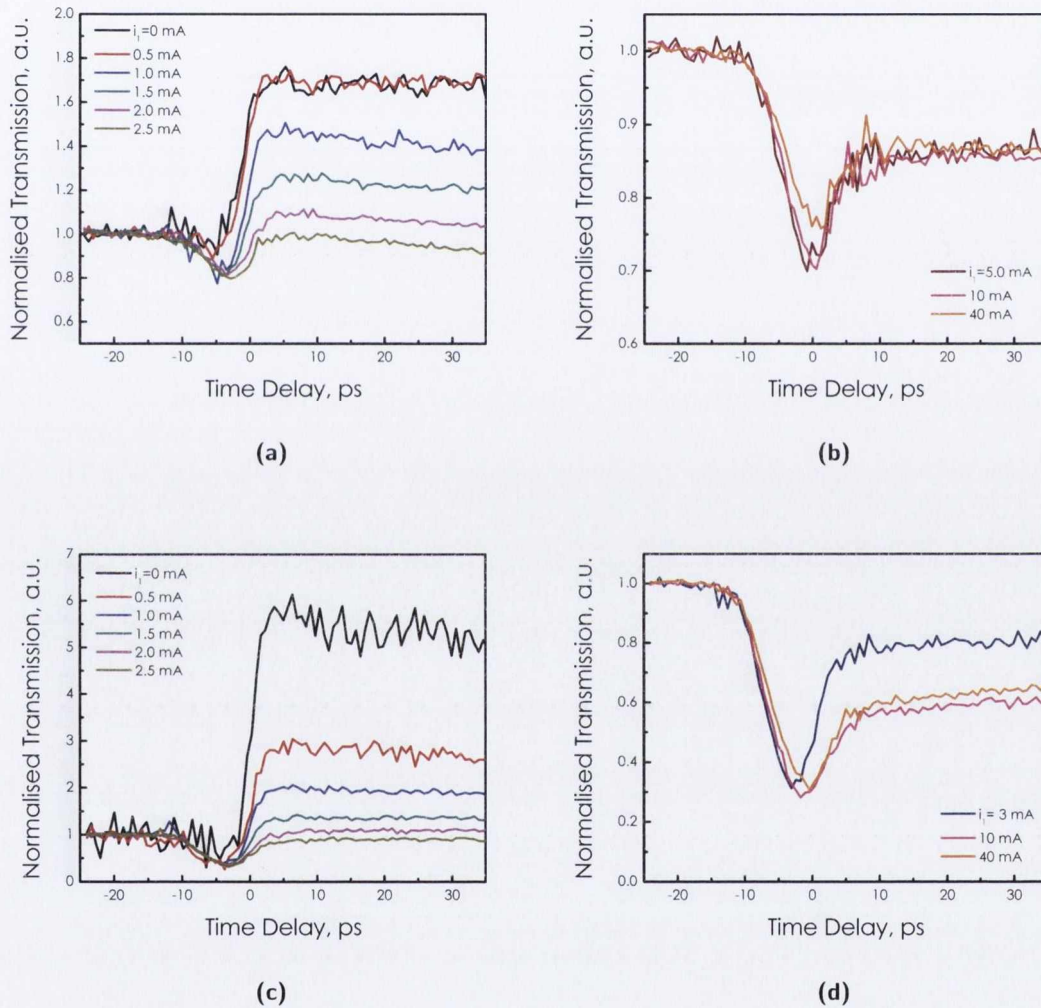 i₁=0 mA
0.5 mA
1.0 mA
1.5 mA
2.0 mA
2.5 mA
Normalised Transmission, a.u.
1.8
1.6
1.4
1.2
1.0
0.8
0.6
-20 -10 0 10 20 30
Time Delay, ps
(a)
Normalised Transmission, a.u.
1.0
0.9
0.8
0.7
0.6
i₁=5.0 mA
10 mA
40 mA
-20 -10 0 10 20 30
Time Delay, ps
(b)
Normalised Transmission, a.u.
7
6
5
4
3
2
1
0
i₁=0 mA
0.5 mA
1.0 mA
1.5 mA
2.0 mA
2.5 mA
-20 -10 0 10 20 30
Time Delay, ps
(c)
Normalised Transmission, a.u.
1.0
0.8
0.6
0.4
0.2
0.0
i₁= 3 mA
10 mA
40 mA
-20 -10 0 10 20 30
Time Delay, ps
(d)